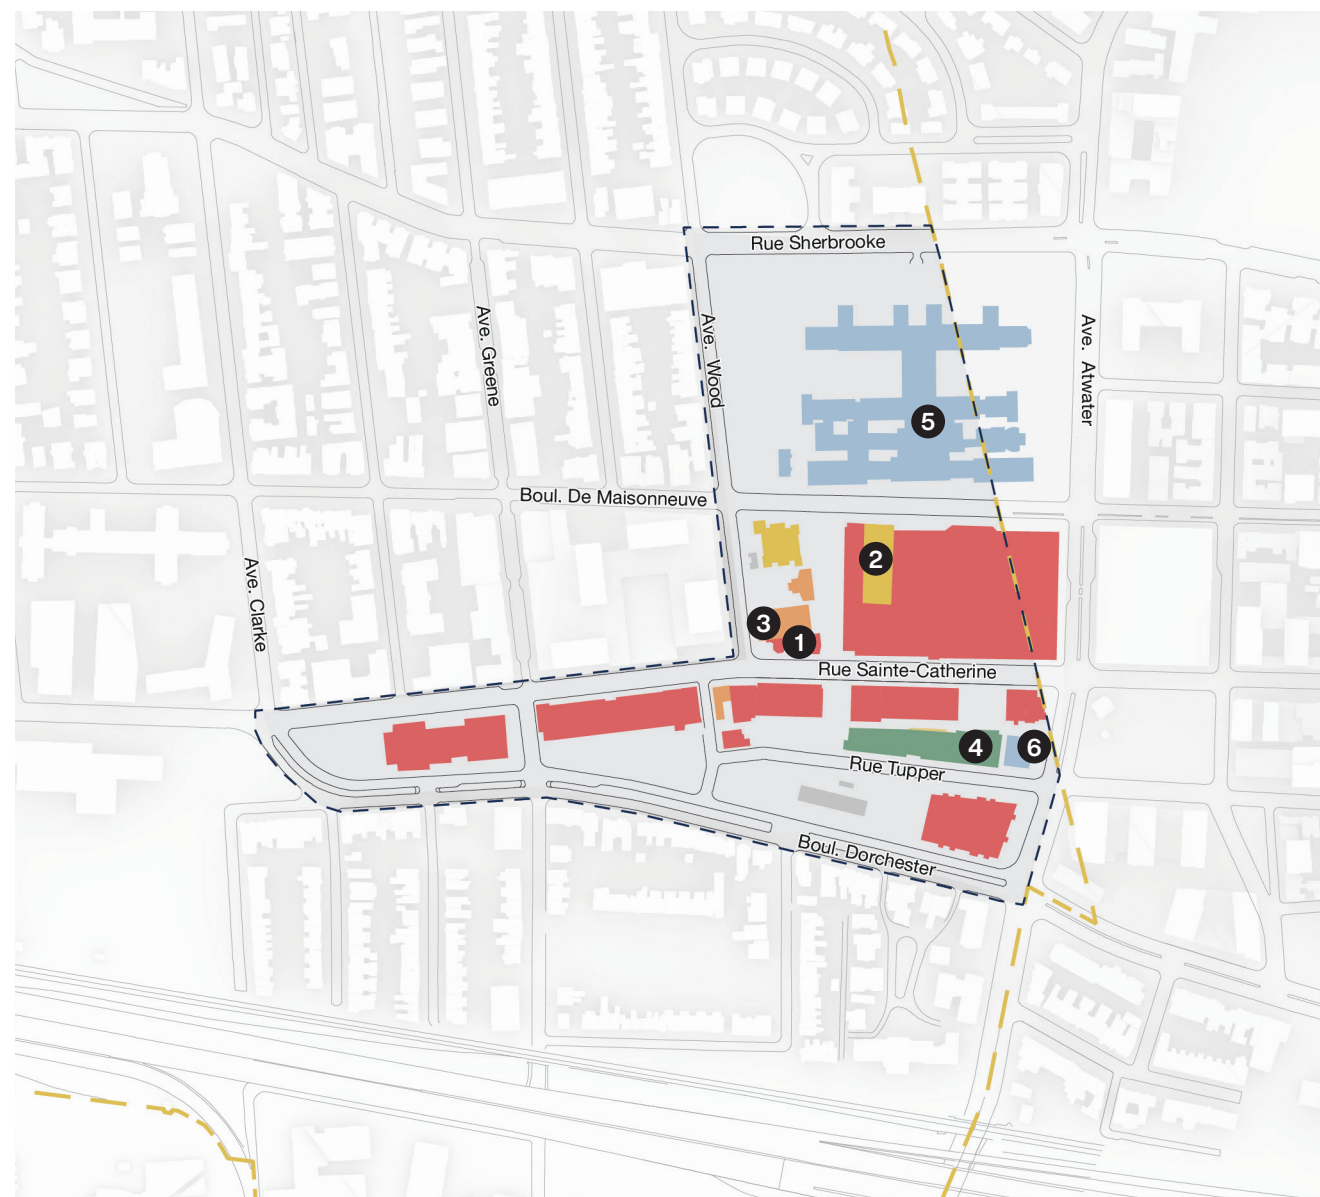 Rue Sherbrooke
Ave. Greene
Ave. Wood
Ave. Atwater
5
Boul. De Maisonneuve
2
Ave. Clarke
3
1
Rue Sainte-Catherine
4
6
Rue Tupper
Boul. Dorchester